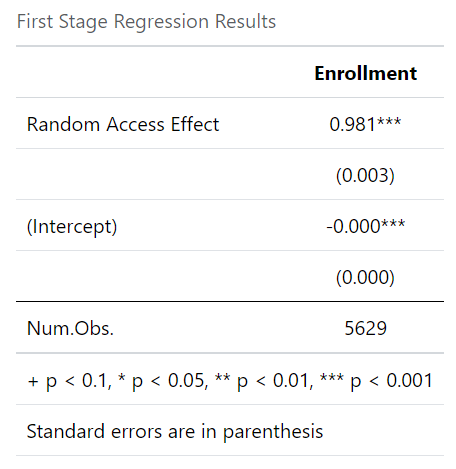 First Stage Regression Results
Enrollment
Random Access Effect 0.981***
(0.003)
(Intercept) -0.000***
(0.000)
Num.Obs. 5629
+ p < 0.1, * p < 0.05, ** p < 0.01, *** p < 0.001
Standard errors are in parenthesis